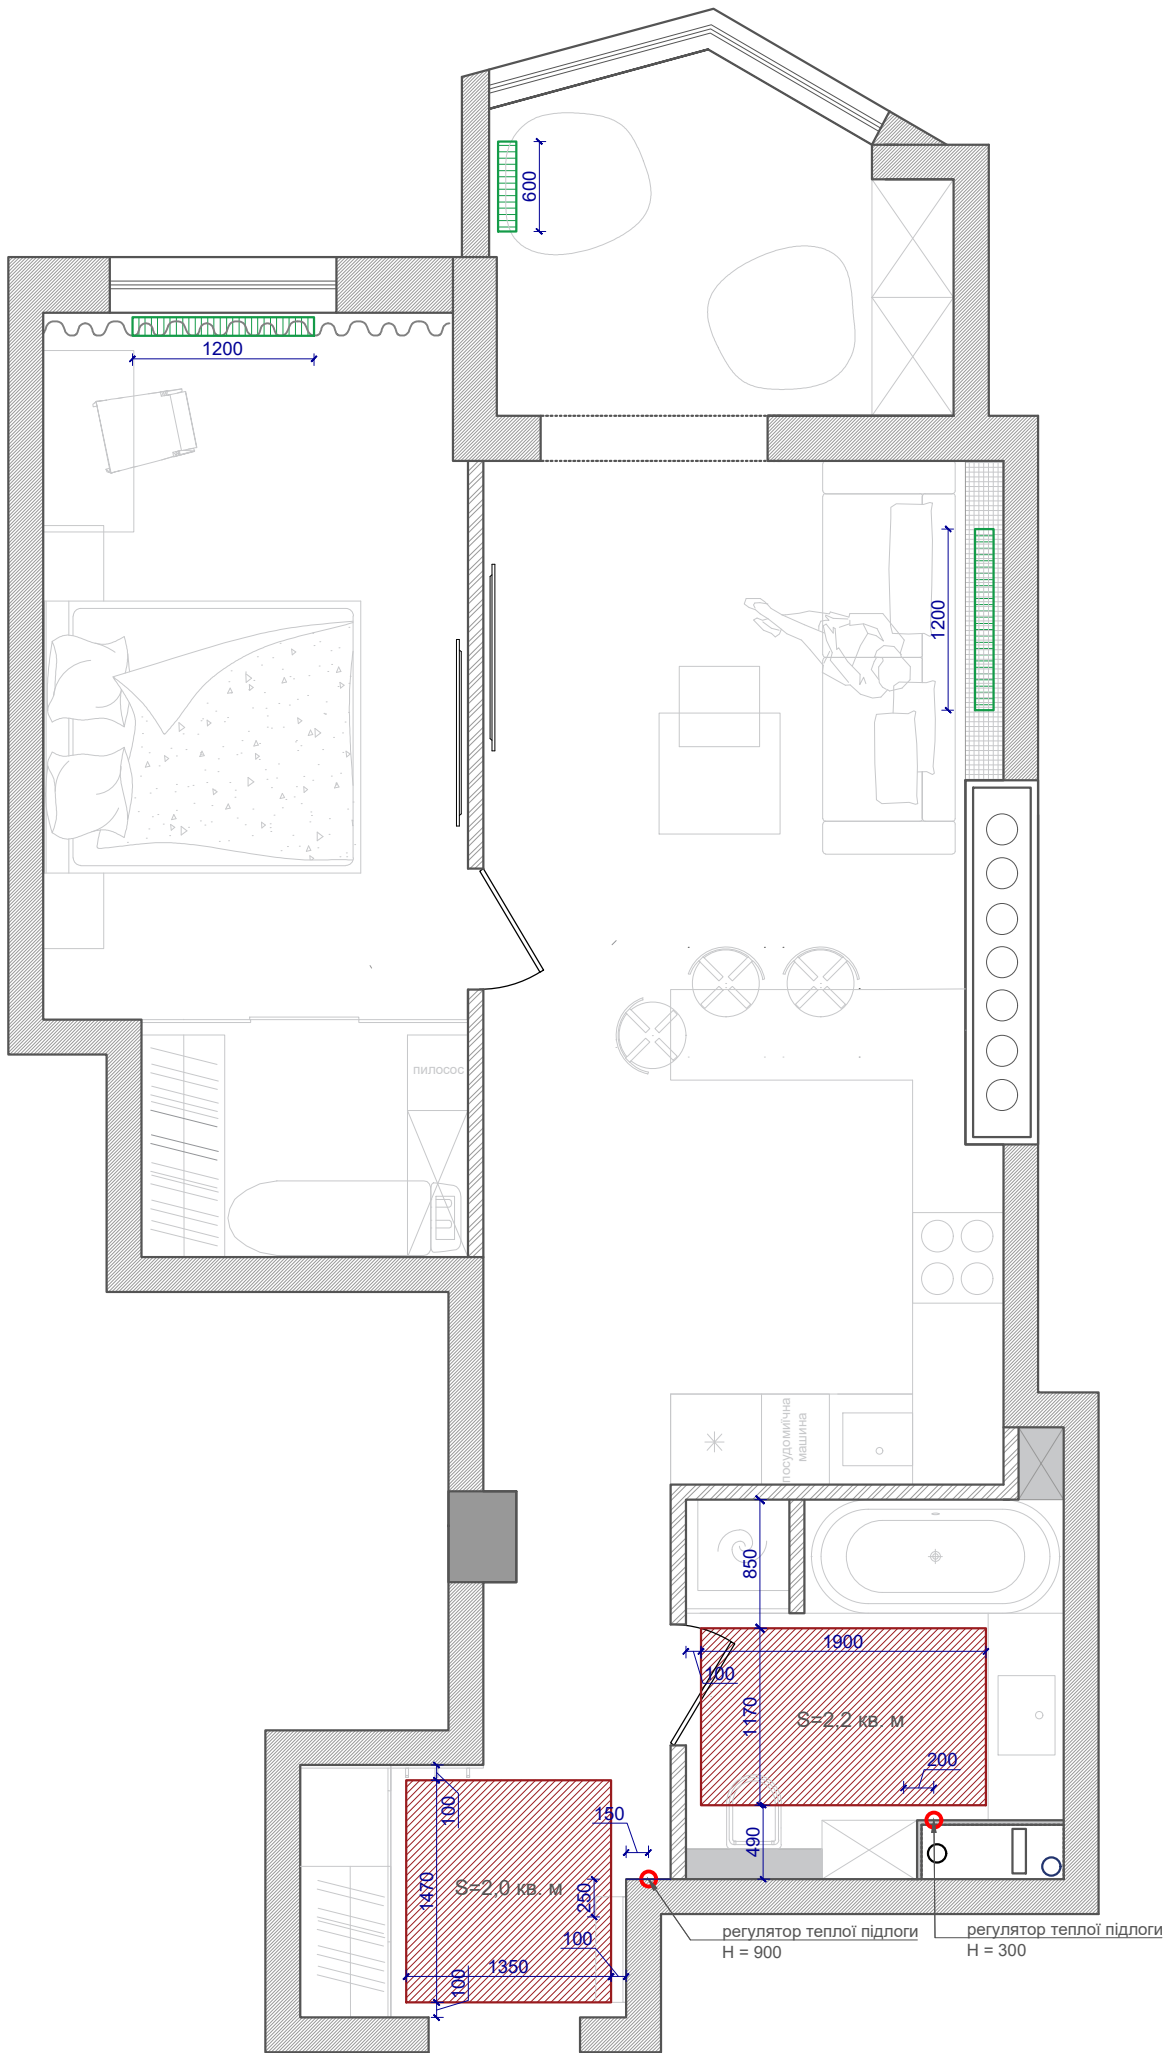 600
1200
1200
пилосос
посудомиїчна
машина
850
1900
100
1170
S=2,2 кв. м
200
490
100
150
1470
S=2,0 кв. м
250
100
1350
100
регулятор теплої підлоги
H = 900
регулятор теплої підлоги
H = 300